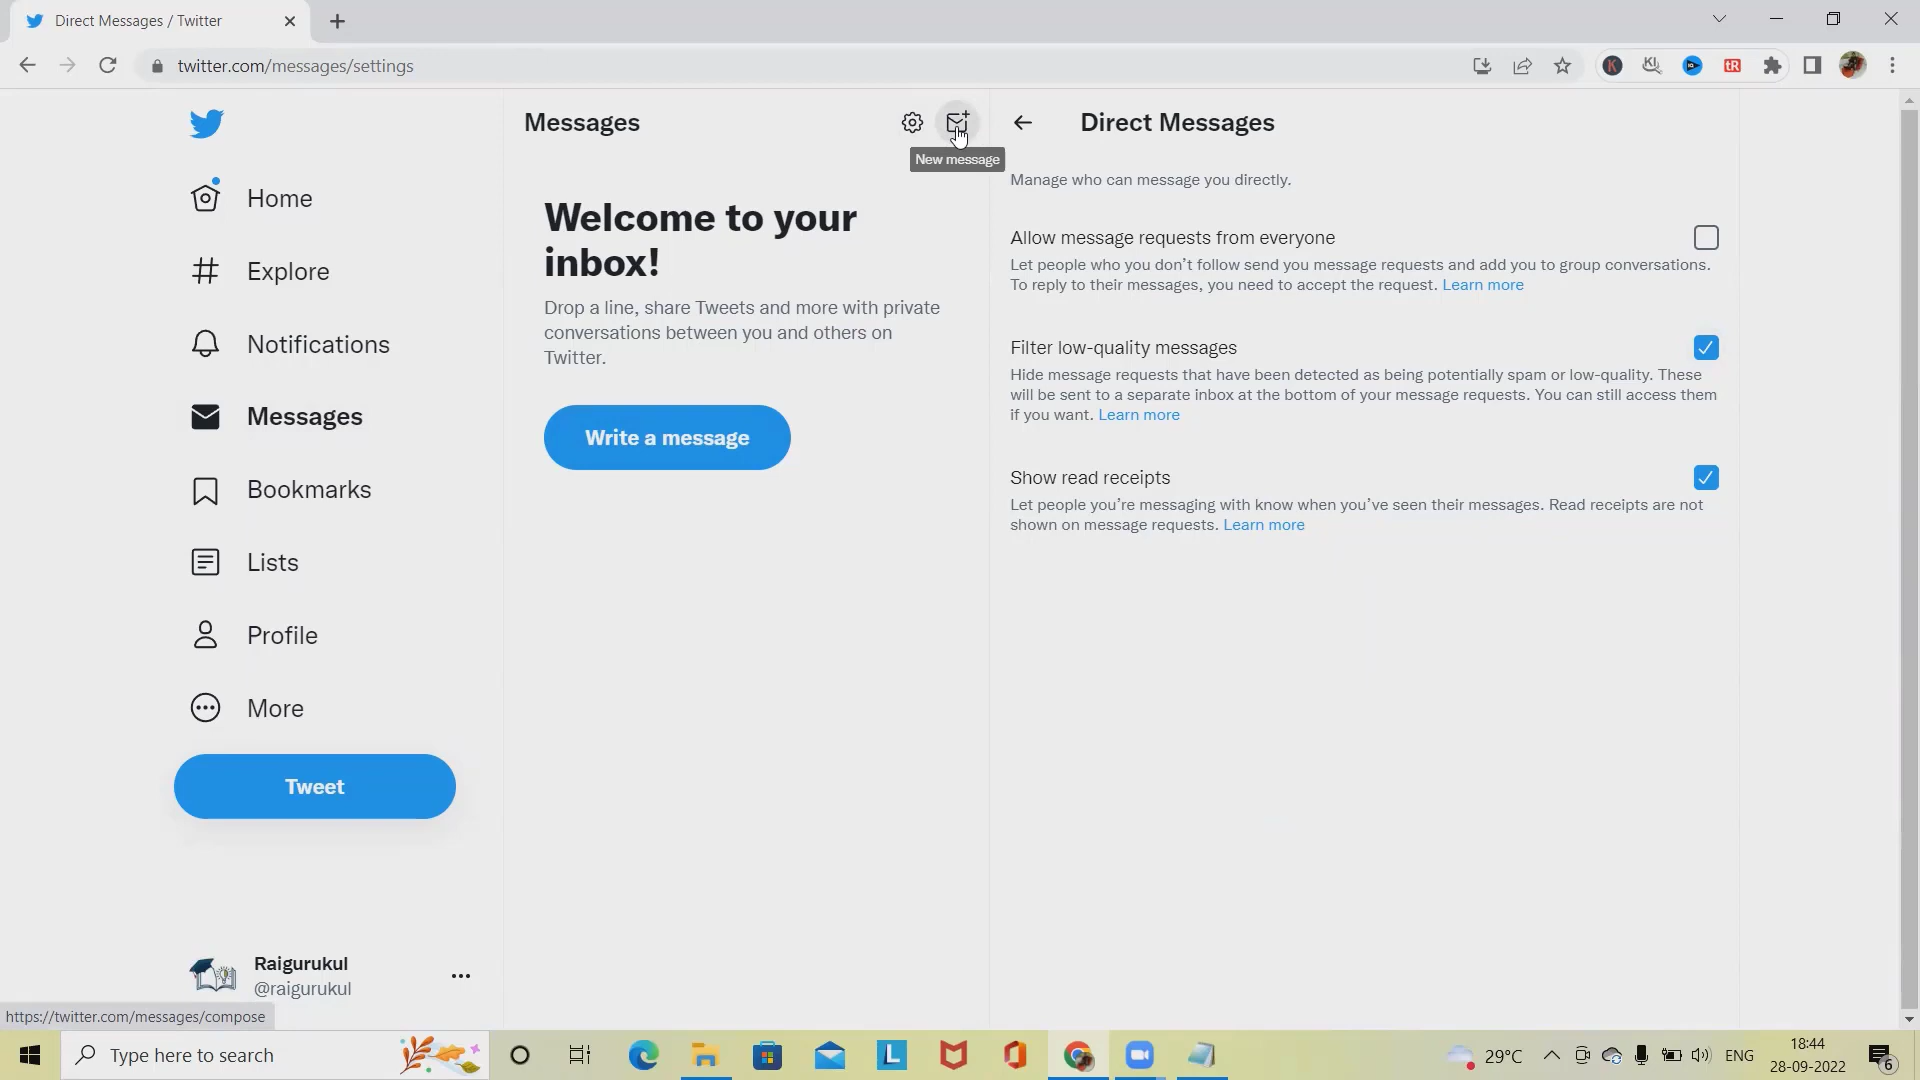 Direct Messages / Twitter
twitter.com/messages/settings
Home
Explore
Notifications
Messages
Bookmarks
Lists
Profile
More
Tweet
Raigurukul
@raigurukul
https://twitter.com/messages/compose
Messages
New message
Welcome to your
inbox!
Drop a line, share Tweets and more with private
conversations between you and others on
Twitter.
Write a message
Direct Messages
Manage who can message you directly.
Allow message requests from everyone
Let people who you don’t follow send you message requests and add you to group conversations.
To reply to their messages, you need to accept the request. Learn more
Filter low-quality messages
Hide message requests that have been detected as being potentially spam or low-quality. These
will be sent to a separate inbox at the bottom of your message requests. You can still access them
if you want. Learn more
Show read receipts
Let people you’re messaging with know when you’ve seen their messages. Read receipts are not
shown on message requests. Learn more
Type here to search
29°C
ENG
18:44
28-09-2022
6